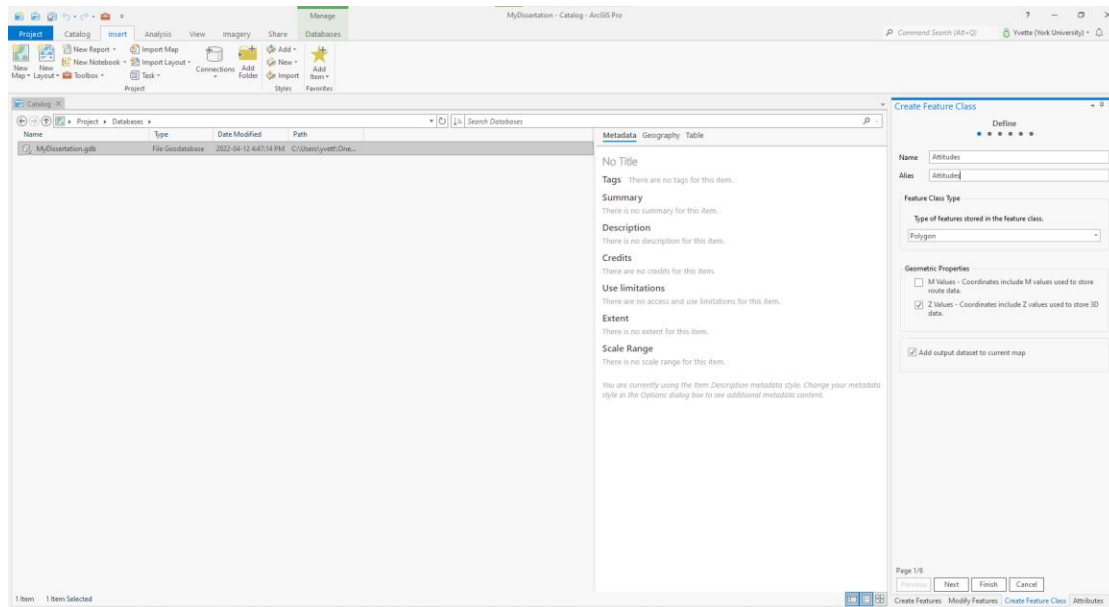 Manage
MyDissertation - Catalog - ArcGIS Pro
?
Project Catalog Insert Analysis View Imagery Share Databases
Command Search (Alt+Q)
Yvette (York University)
New Report
Import Map
Add
New Notebook
Import Layout
New
New Map
New Layout
Toolbox
Task
Connections
Add Folder
Import
Add Item
Project
Styles
Favorites
Catalog
Project Databases
Search Databases
Name Type Date Modified Path
MyDissertation.gdb File Geodatabase 2022-04-12 4:47:14 PM C:\Users\yvett\One...
Metadata Geography Table
No Title
Tags There are no tags for this item.
Summary
There is no summary for this item.
Description
There is no description for this item.
Credits
There are no credits for this item.
Use limitations
There are no access and use limitations for this item.
Extent
There is no extent for this item.
Scale Range
There is no scale range for this item.
You are currently using the Item Description metadata style. Change your metadata
style in the Options dialog box to see additional metadata content.
Create Feature Class
Define
Name Attitudes
Alias Attitudes
Feature Class Type
Type of features stored in the feature class.
Polygon
Geometric Properties
M Values - Coordinates include M values used to store
route data.
Z Values - Coordinates include Z values used to store 3D
data.
Add output dataset to current map
Page 1/6
Previous Next Finish Cancel
1 Item 1 Item Selected
Create Features Modify Features Create Feature Class Attributes